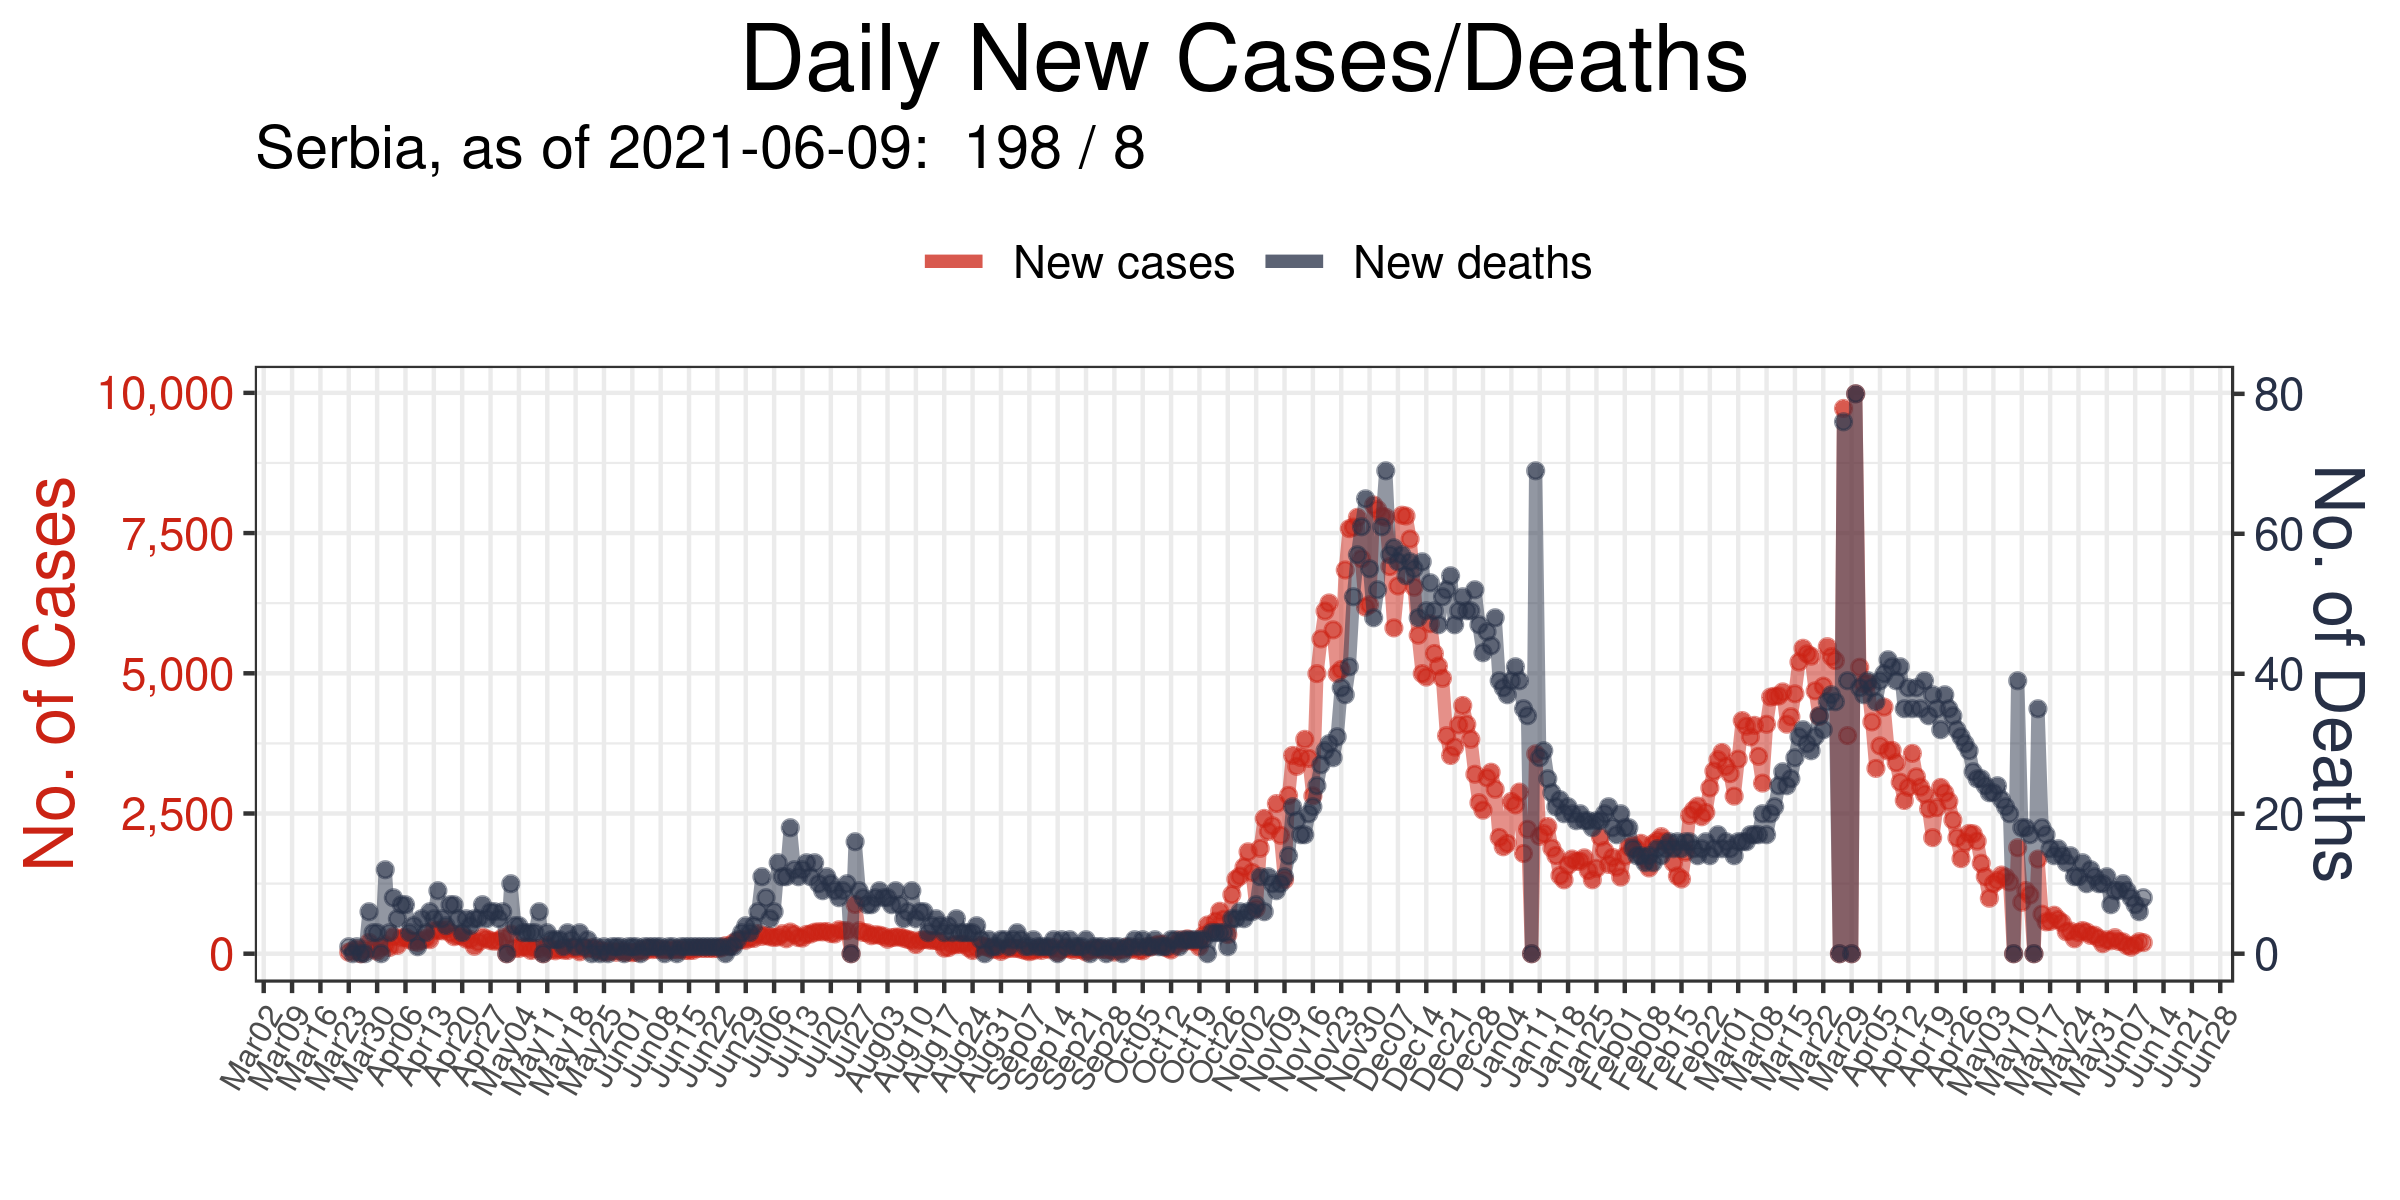 Daily New Cases/Deaths
Serbia, as of 2021-06-09:  198 / 8
New cases
New deaths
No. of Cases
10,000
7,500
5,000
2,500
0
80
60
40
20
0
No. of Deaths
Mar02
Mar09
Mar16
Mar23
Mar30
Apr06
Apr13
Apr20
Apr27
May04
May11
May18
May25
Jun01
Jun08
Jun15
Jun22
Jun29
Jul06
Jul13
Jul20
Jul27
Aug03
Aug10
Aug17
Aug24
Aug31
Sep07
Sep14
Sep21
Sep28
Oct05
Oct12
Oct19
Oct26
Nov02
Nov09
Nov16
Nov23
Nov30
Dec07
Dec14
Dec21
Dec28
Jan04
Jan11
Jan18
Jan25
Feb01
Feb08
Feb15
Feb22
Mar01
Mar08
Mar15
Mar22
Mar29
Apr05
Apr12
Apr19
Apr26
May03
May10
May17
May24
May31
Jun07
Jun14
Jun21
Jun28